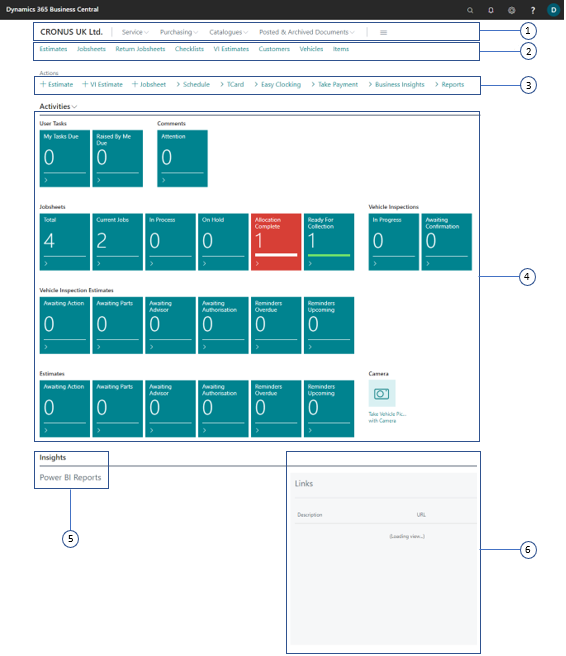 Dynamics 365 Business Central
? D
CRONUS UK Ltd. Service Purchasing Catalogues Posted & Archived Documents
1
Estimates Jobsheets Return Jobsheets Checklists VI Estimates Customers Vehicles Items
2
Actions
+ Estimate + VI Estimate + Jobsheet > Schedule > TCard > Easy Clocking > Take Payment > Business Insights > Reports
3
Activities
User Tasks Comments
My Tasks Due Raised By Me Due Attention
0 0 0
Jobsheets Vehicle Inspections
Total Current Jobs In Process On Hold Allocation Complete Ready For Collection In Progress Awaiting Confirmation
4 2 0 0 1 1 0 0
4
Vehicle Inspection Estimates
Awaiting Action Awaiting Parts Awaiting Advisor Awaiting Authorisation Reminders Overdue Reminders Upcoming
0 0 0 0 0 0
Estimates Camera
Awaiting Action Awaiting Parts Awaiting Advisor Awaiting Authorisation Reminders Overdue Reminders Upcoming
0 0 0 0 0 0
Take Vehicle Pic...
with Camera
Insights
Power BI Reports
5
Links
Description URL
(Loading view...)
6